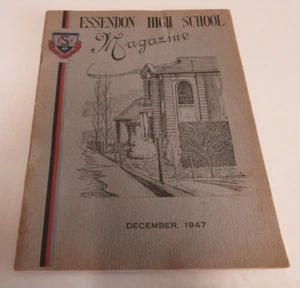 ESSENDON HIGH SCHOOL
Magazine
DECEMBER, 1947